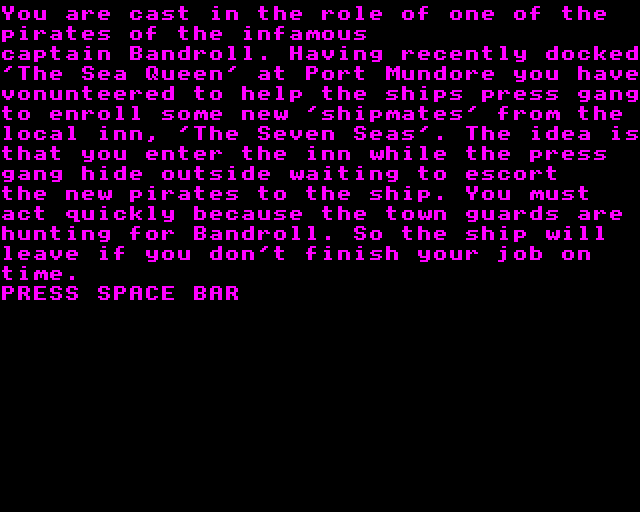 You are cast in the role of one of the
pirates of the infamous
captain Bandroll. Having recently docked
'The Sea Queen' at Port Mundore you have
vonunteered to help the ships press gang
to enroll some new 'shipmates' from the
local inn, 'The Seven Seas'. The idea is
that you enter the inn while the press
gang hide outside waiting to escort
the new pirates to the ship. You must
act quickly because the town guards are
hunting for Bandroll. So the ship will
leave if you don't finish your job on
time.
PRESS SPACE BAR